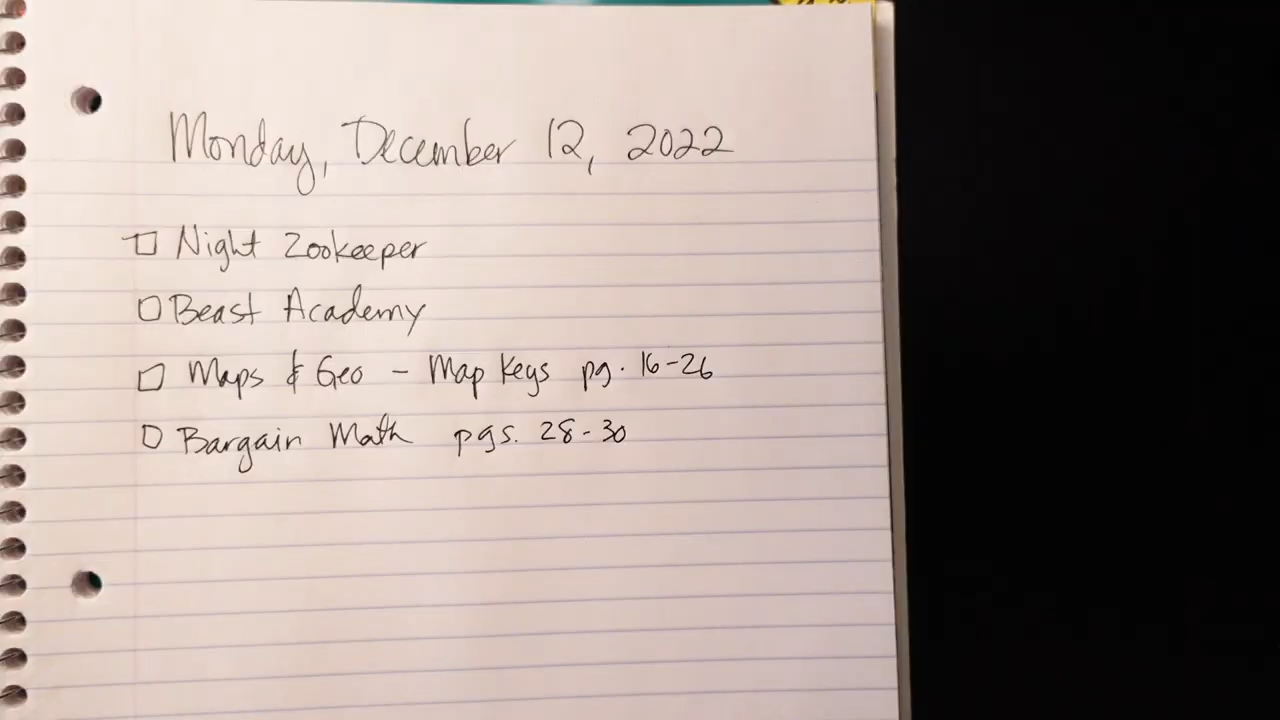 Monday, December 12, 2022
Night Zookeeper
Beast Academy
Maps & Geo - Map Keys pg. 16-26
Bargain Math pgs. 28-30